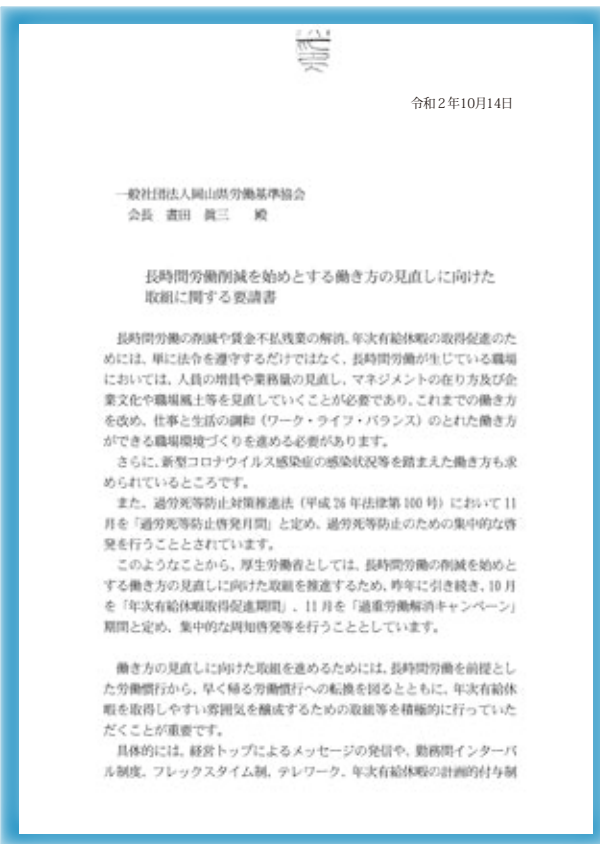 令和2年10月14日
一般社団法人岡山県労働基準協会
会長 晝田 眞三 殿
長時間労働削減を始めとする働き方の見直しに向けた
取組に関する要請書
長時間労働の削減や賃金不払残業の解消、年次有給休暇の取得促進のた
めには、単に法令を遵守するだけではなく、長時間労働が生じている職場
においては、人員の増員や業務量の見直し、マネジメントの在り方及び企
業文化や職場風土等を見直していくことが必要であり、これまでの働き方
を改め、仕事と生活の調和（ワーク・ライフ・バランス）のとれた働き方
ができる職場環境づくりを進める必要があります。
さらに、新型コロナウイルス感染症の感染状況等を踏まえた働き方も求
められているところです。
また、過労死等防止対策推進法（平成26年法律第100号）において11
月を「過労死等防止啓発月間」と定め、過労死等防止のための集中的な啓
発を行うこととされています。
このようなことから、厚生労働省としては、長時間労働の削減を始めと
する働き方の見直しに向けた取組を推進するため、昨年に引き続き、10月
を「年次有給休暇取得促進期間」、11月を「過重労働解消キャンペーン」
期間と定め、集中的な周知啓発等を行うこととしています。
働き方の見直しに向けた取組を進めるためには、長時間労働を前提とし
た労働慣行から、早く帰る労働慣行への転換を図るとともに、年次有給休
暇を取得しやすい雰囲気を醸成するための取組等を積極的に行っていた
だくことが重要です。
具体的には、経営トップによるメッセージの発信や、勤務間インターバ
ル制度、フレックスタイム制、テレワーク、年次有給休暇の計画的付与制